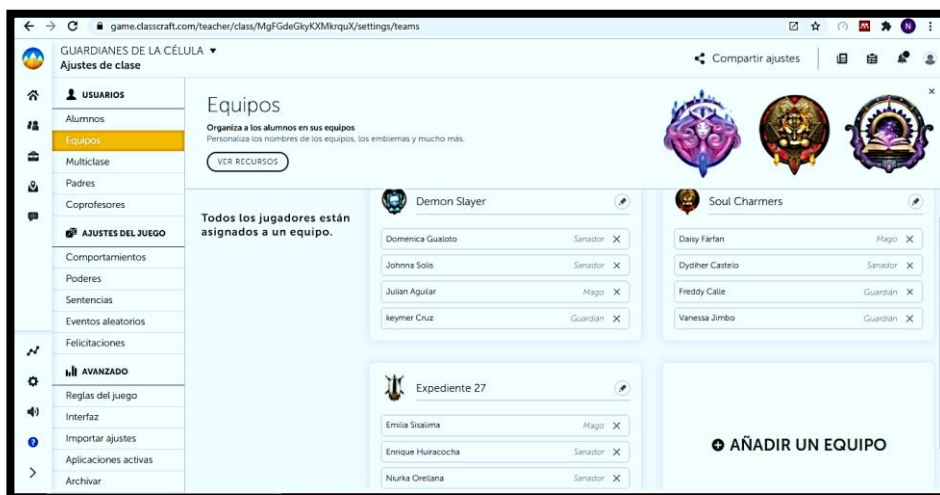 game.classcraft.com/teacher/class/MgFGdeGkyKXMkrquX/settings/teams
N
GUARDIANES DE LA CÉLULA
Ajustes de clase
Compartir ajustes
USUARIOS
Alumnos
Equipos
Multiclase
Padres
Coprofesores
AJUSTES DEL JUEGO
Comportamientos
Poderes
Sentencias
Eventos aleatorios
Felicitaciones
AVANZADO
Reglas del juego
Interfaz
Importar ajustes
Aplicaciones activas
Archivar
Equipos
Organiza a los alumnos en sus equipos
Personaliza los nombres de los equipos, los emblemas y mucho más.
VER RECURSOS
Todos los jugadores están
asignados a un equipo.
Demon Slayer
Domenica Gualoto Sanador
Johnna Solis Sanador
Julian Aguilar Mago
keymer Cruz Guardián
Soul Charmers
Daisy Farfan Mago
Dydiher Castelo Sanador
Freddy Calle Guardián
Vanessa Jimbo Guardián
Expediente 27
Emilia Sisalima Mago
Enrique Huiracocha Sanador
Niurka Orellana Sanador
AÑADIR UN EQUIPO